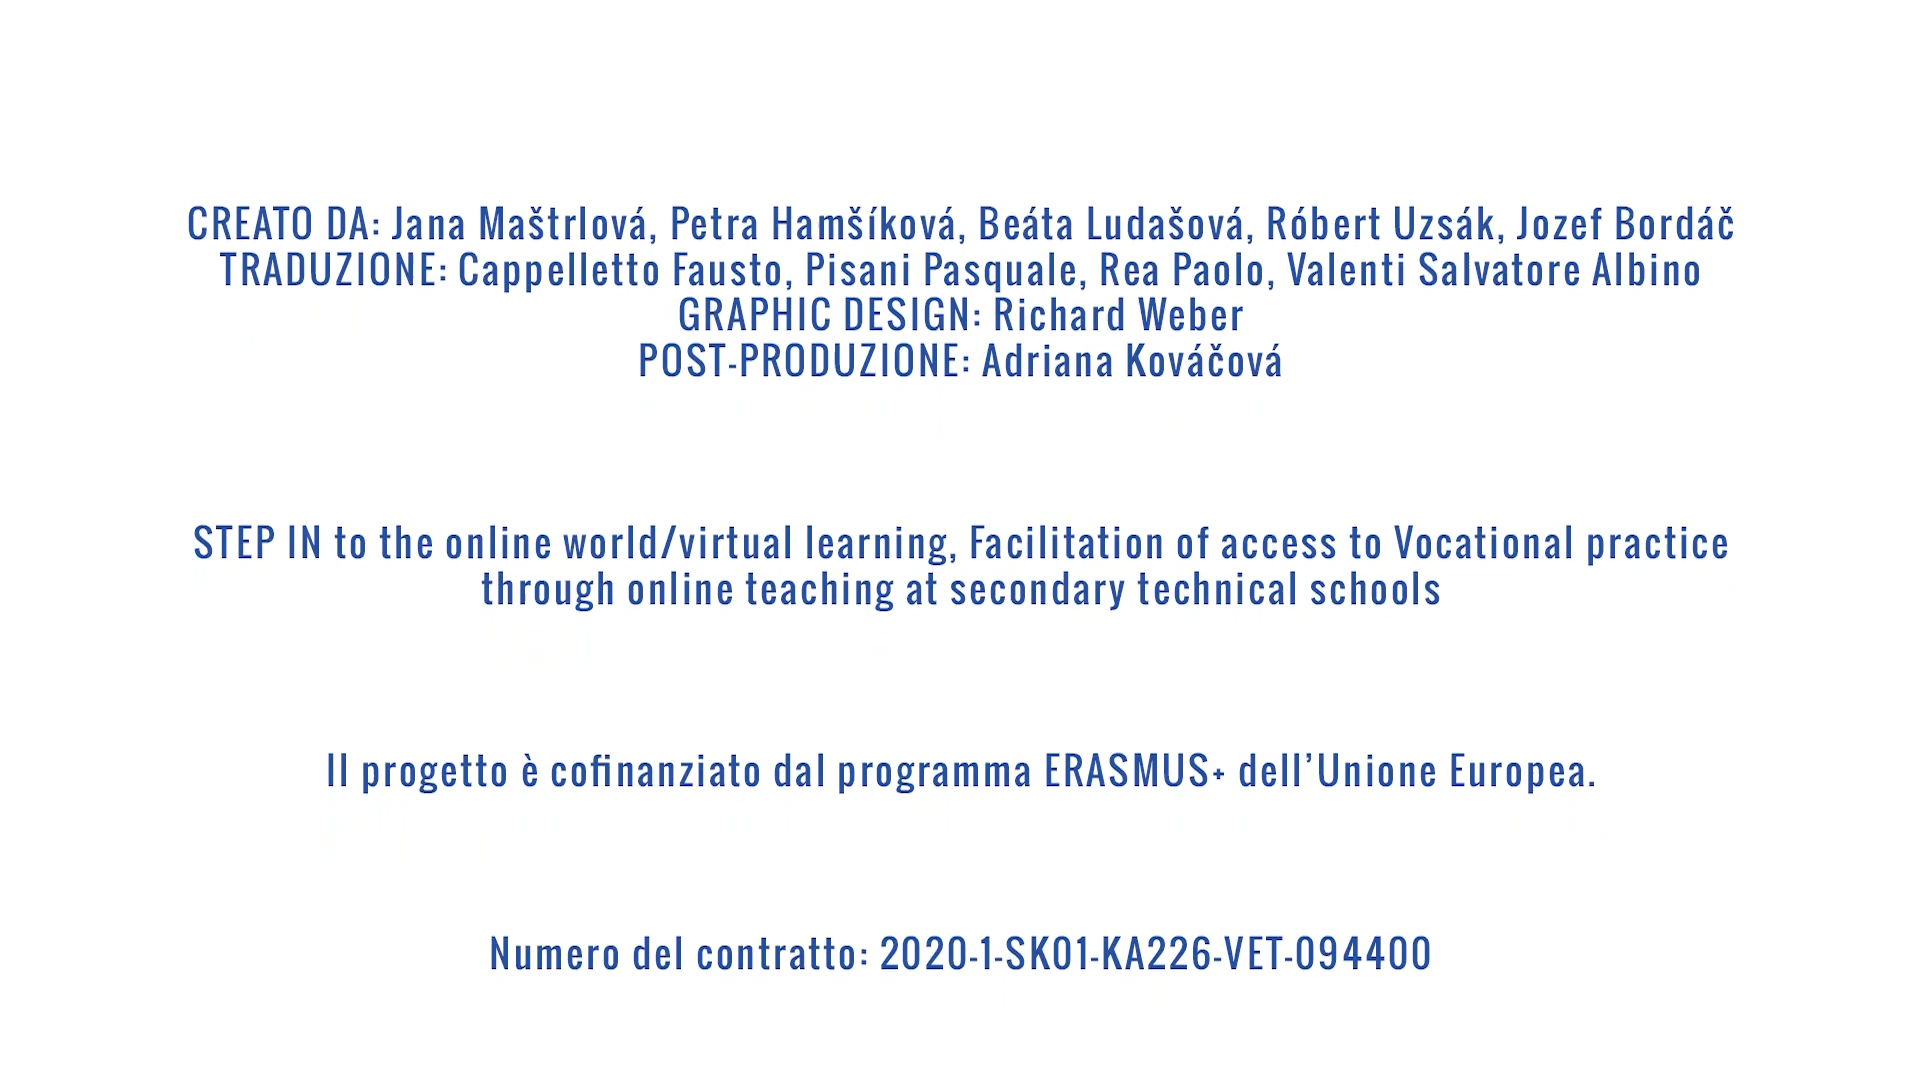 CREATO DA: Jana Maštrlová, Petra Hamšíková, Beáta Ludašová, Róbert Uzsák, Jozef Bordáč
TRADUZIONE: Cappelletto Fausto, Pisani Pasquale, Rea Paolo, Valenti Salvatore Albino
GRAPHIC DESIGN: Richard Weber
POST-PRODUZIONE: Adriana Kováčová
STEP IN to the online world/virtual learning, Facilitation of access to Vocational practice
through online teaching at secondary technical schools
Il progetto è cofinanziato dal programma ERASMUS+ dell’Unione Europea.
Numero del contratto: 2020-1-SK01-KA226-VET-094400